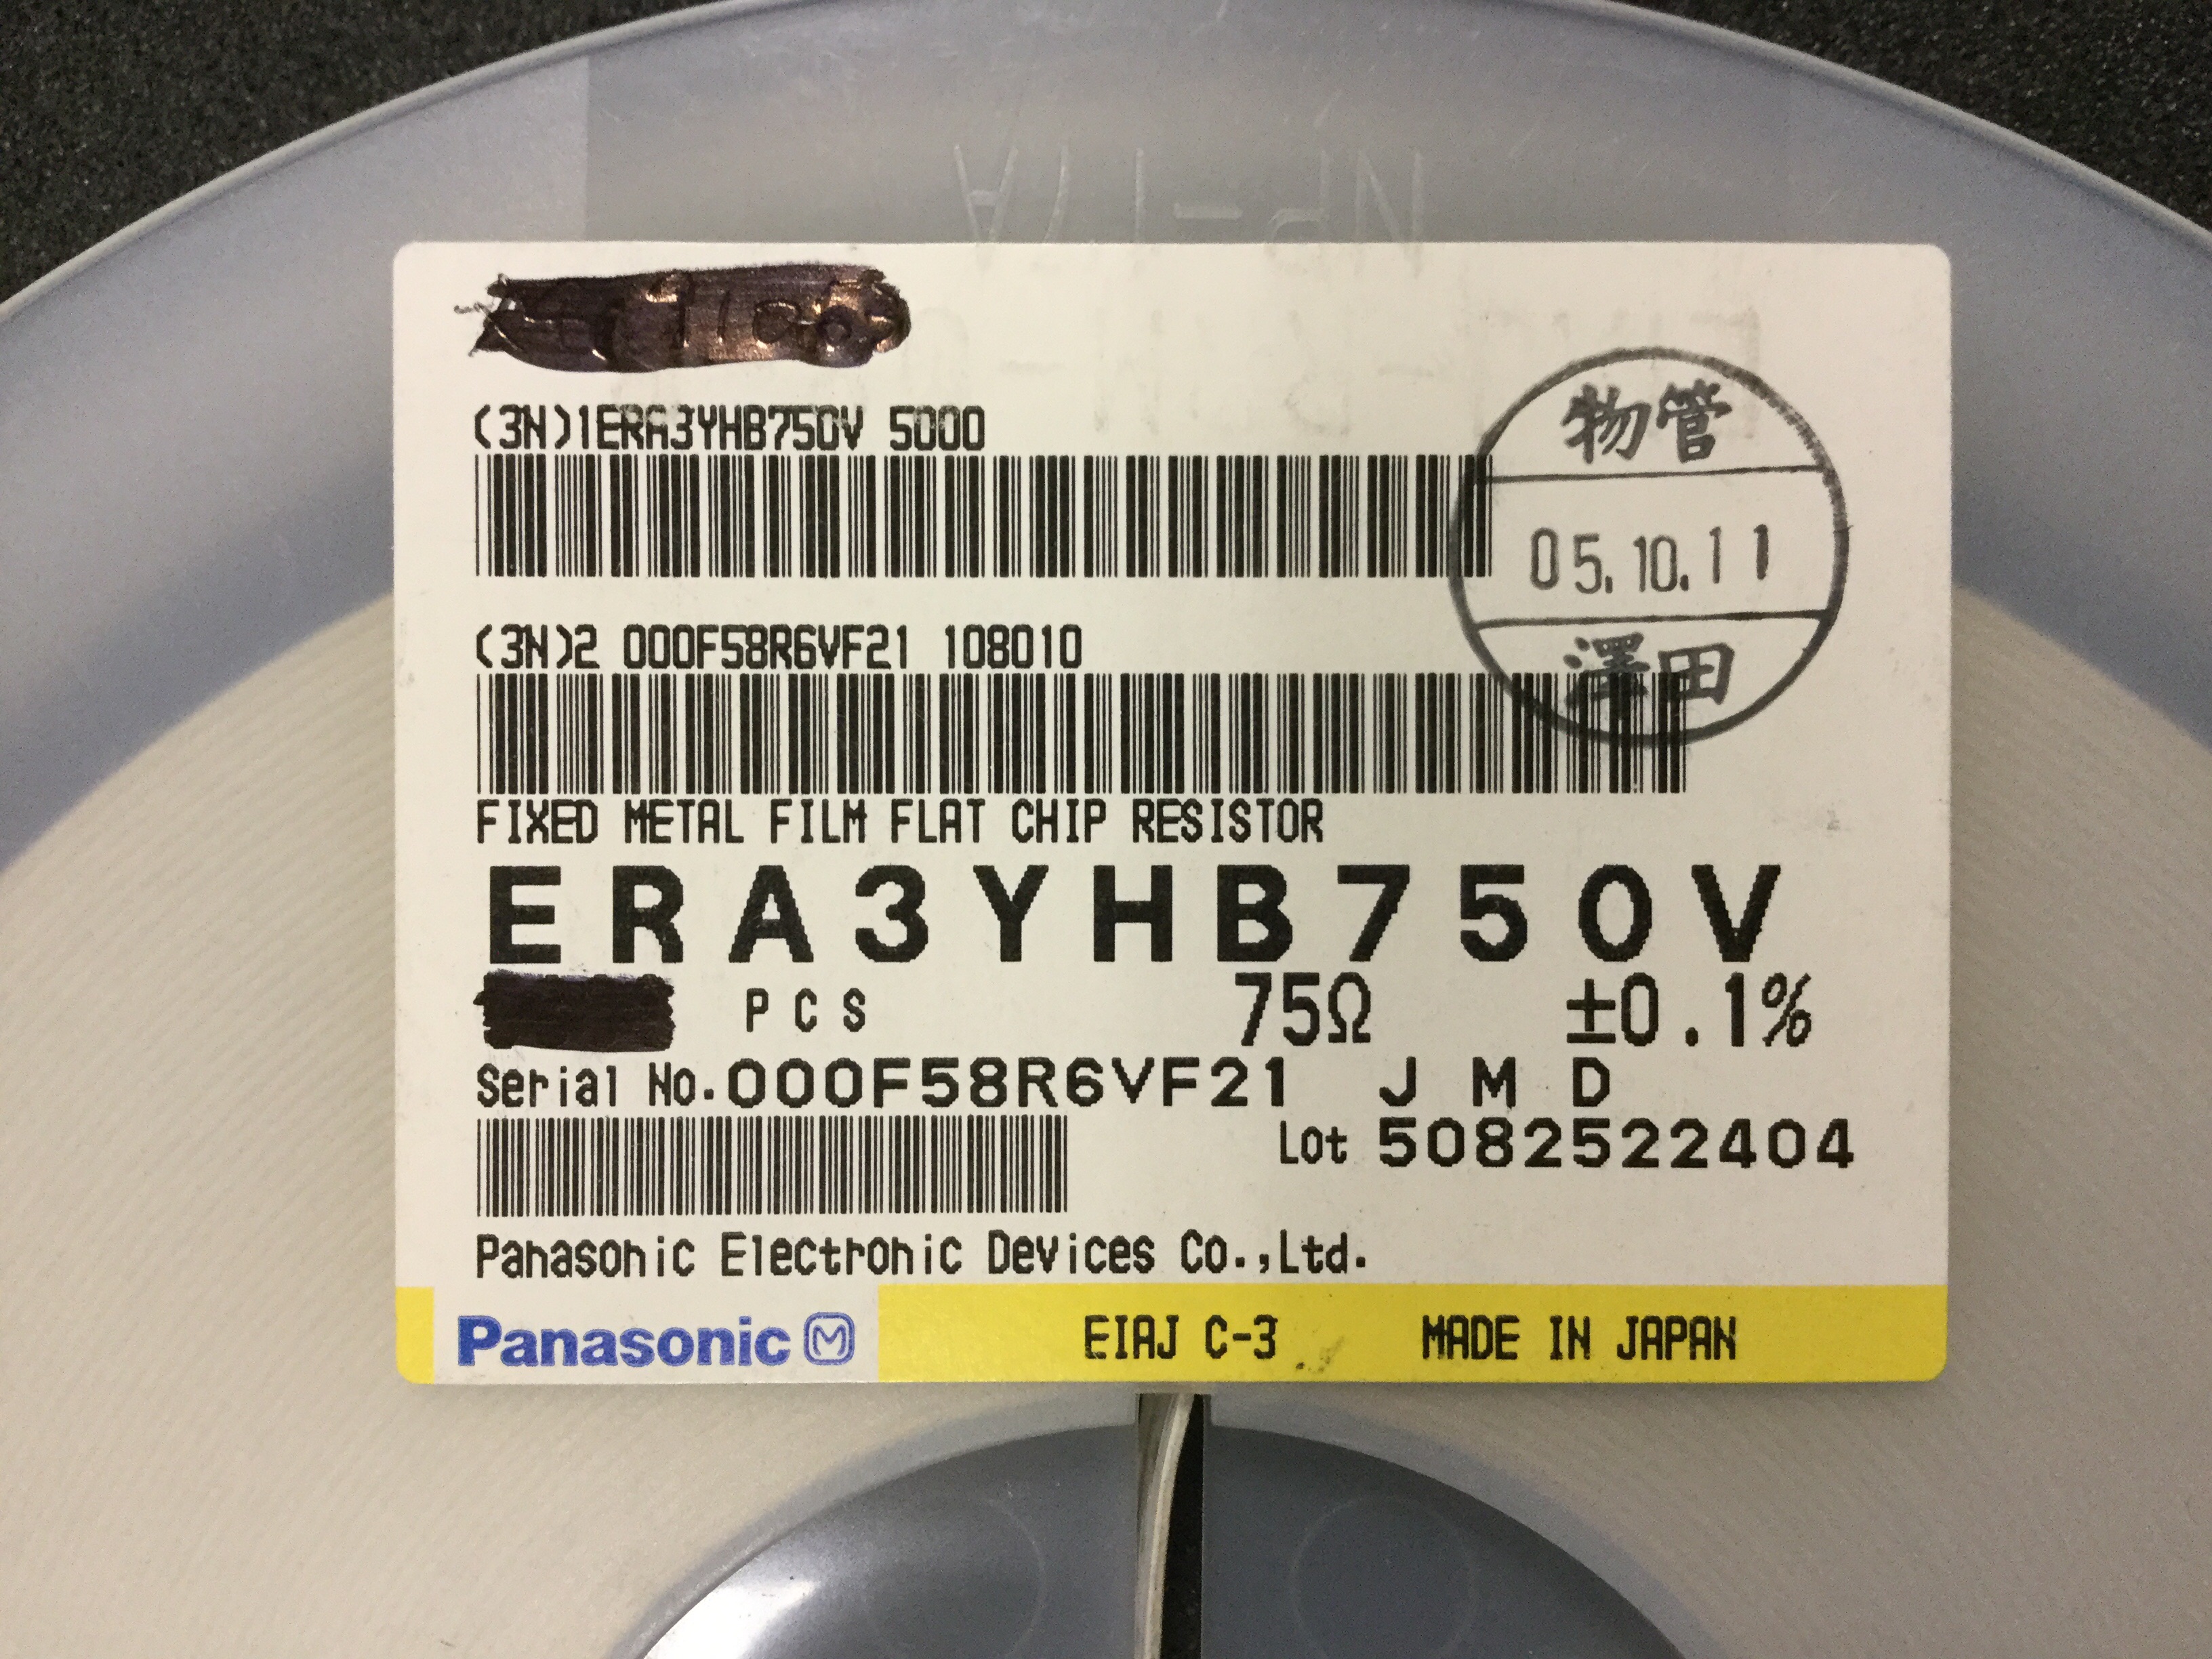 (3N)1ERA3YHB750V 5000
物管
05.10.11
澤田
(3N)2 000F58R6VF21 108010
FIXED METAL FILM FLAT CHIP RESISTOR
ERA3YHB750V
PCS 75Ω ±0.1%
Serial No.000F58R6VF21 JMD
Lot 5082522404
Panasonic Electronic Devices Co.,Ltd.
Panasonic M EIAJ C-3 MADE IN JAPAN